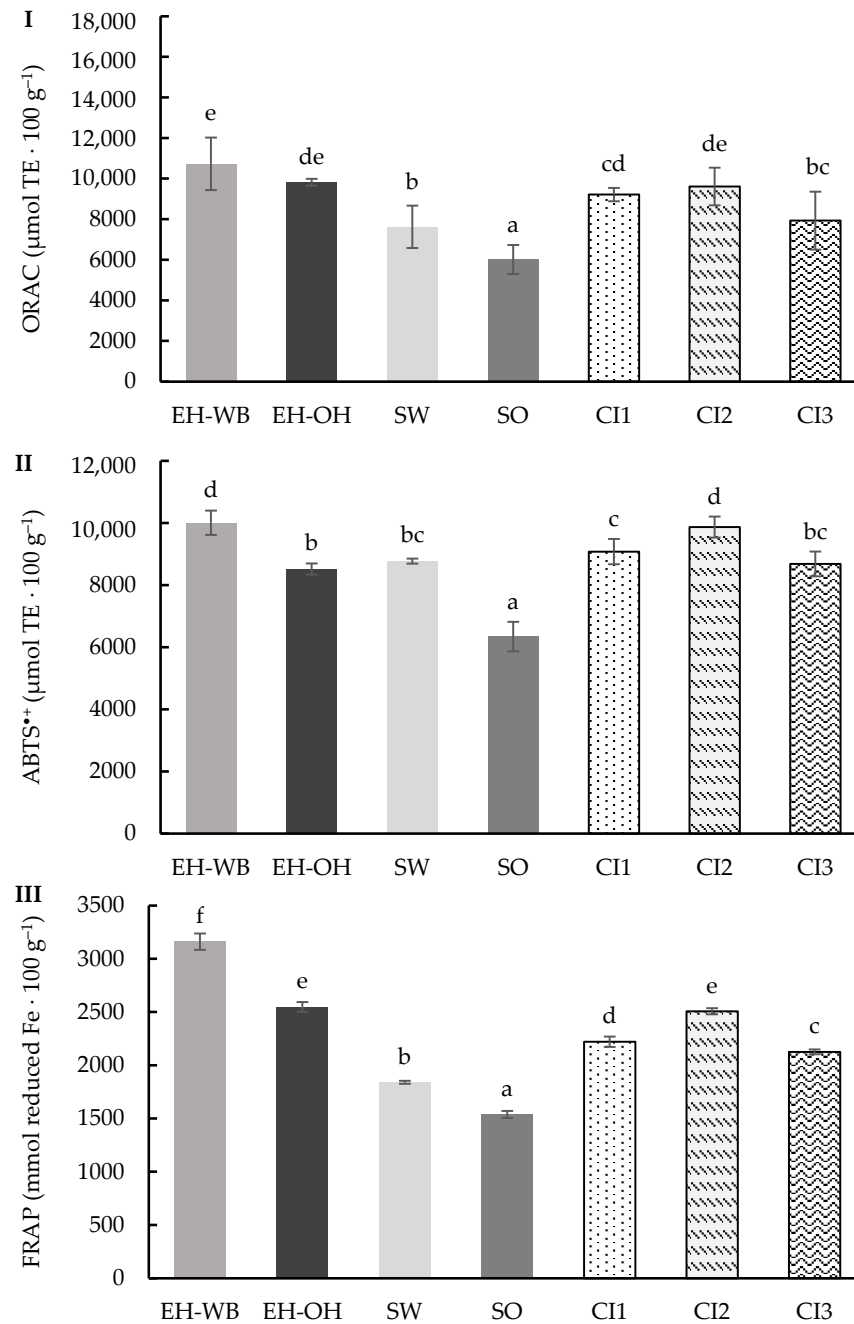 I
ORAC (µmol TE · 100 g⁻¹)
18,000
16,000
14,000
12,000
10,000
8000
6000
4000
2000
0
e
de
b
a
cd
de
bc
EH-WB EH-OH SW SO CI1 CI2 CI3
II
ABTS•⁺ (µmol TE · 100 g⁻¹)
12,000
10,000
8000
6000
4000
2000
0
d
b
bc
a
c
d
bc
EH-WB EH-OH SW SO CI1 CI2 CI3
III
FRAP (mmol reduced Fe · 100 g⁻¹)
3500
3000
2500
2000
1500
1000
500
0
f
e
b
a
d
e
c
EH-WB EH-OH SW SO CI1 CI2 CI3